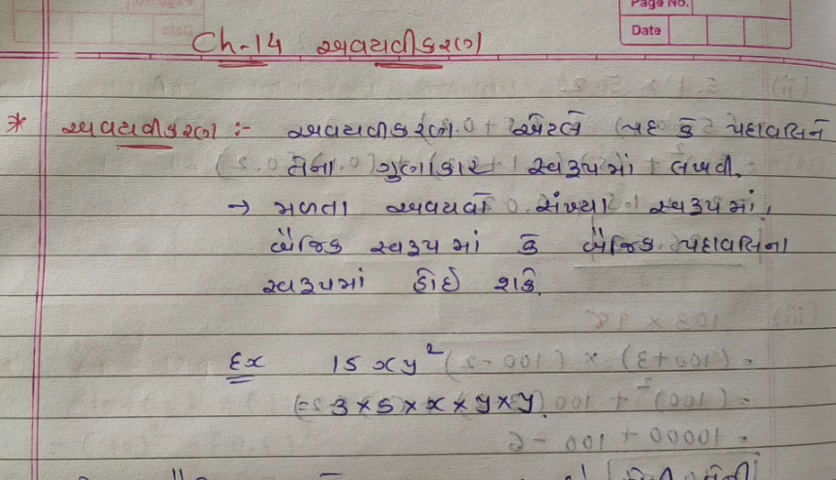 Page No.
Date
Ch-14 અવયવીકરણ
* અવયવીકરણ :- અવયવીકરણ એટલે પદ કે પદાવલિને
તેના ગુણાકાર સ્વરૂપમાં લખવી.
→ મળતા અવયવો સંખ્યા સ્વરૂપમાં,
બૈજિક સ્વરૂપમાં કે બૈજિક પદાવલિના
સ્વરૂપમાં હોઈ શકે.
Ex 15xy²
= 3×5×x×y×y